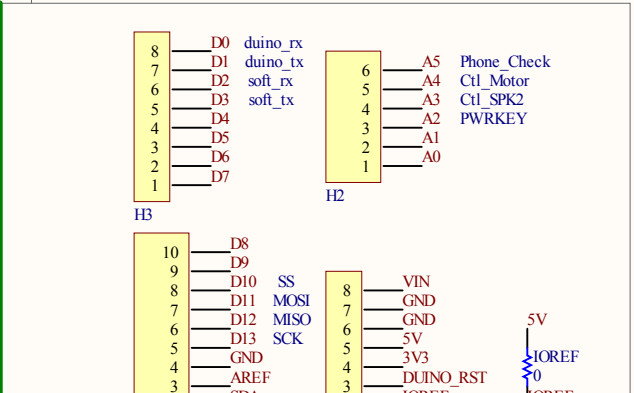 8 D0 duino_rx
7 D1 duino_tx
6 D2 soft_rx
5 D3 soft_tx
4 D4
3 D5
2 D6
1 D7
H3
6 A5 Phone_Check
5 A4 Ctl_Motor
4 A3 Ctl_SPK2
3 A2 PWRKEY
2 A1
1 A0
H2
10 D8
9 D9
8 D10 SS
7 D11 MOSI
6 D12 MISO
5 D13 SCK
4 GND
3 AREF
SDA
8 VIN
7 GND
6 GND
5 5V
4 3V3
3 DUINO_RST
IOREF
5V
IOREF
0
IOREF